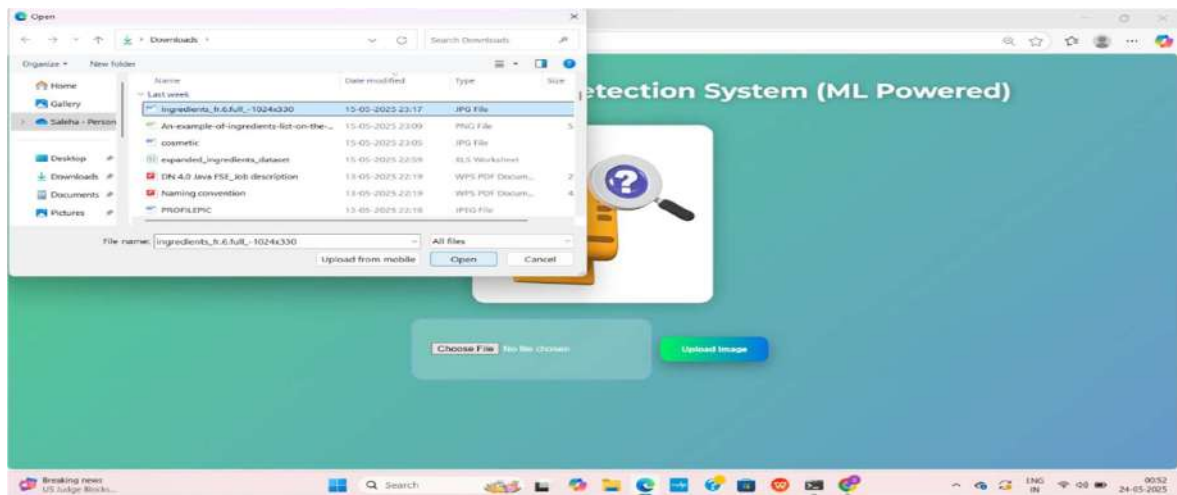 Open
Downloads
Search Downloads
Organize
New folder
Name
Date modified
Type
Size
Home
Gallery
Saleha - Person
Desktop
Downloads
Documents
Pictures
Last week
ingredients_fr.6.full_-1024x330 15-05-2025 23:17 JPG File
An-example-of-ingredients-list-on-the-... 15-05-2025 23:09 PNG File 5
cosmetic 15-05-2025 23:05 JPG File
expanded_ingredients_dataset 15-05-2025 22:59 XLS Worksheet
DN 4.0 Java FSE_Job description 13-05-2025 22:19 WPS PDF Docum... 2
Naming convention 13-05-2025 22:19 WPS PDF Docum... 4
PROFILEPIC 13-05-2025 22:18 JPEG File
File name: ingredients_fr.6.full_-1024x330 All files
Upload from mobile Open Cancel
etection System (ML Powered)
?
Choose File No file chosen
Upload Image
Breaking news
US Judge Blocks...
Search
ENG
IN
00:52
24-05-2025